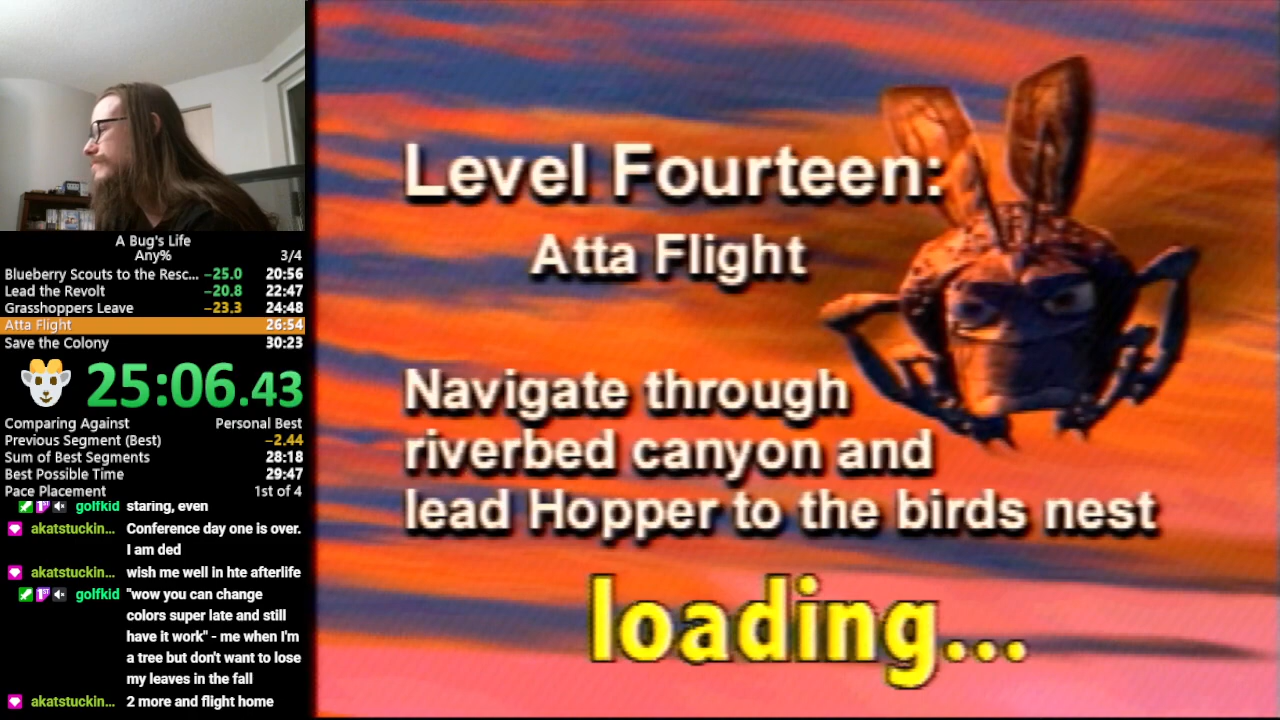 A Bug's Life
Any% 3/4
Blueberry Scouts to the Resc... −25.0 20:56
Lead the Revolt −20.8 22:47
Grasshoppers Leave −23.3 24:48
Atta Flight 26:54
Save the Colony 30:23
25:06.43
Comparing Against Personal Best
Previous Segment (Best) −2.44
Sum of Best Segments 28:18
Best Possible Time 29:47
Pace Placement 1st of 4
golfkid staring, even
akatstuckin... Conference day one is over.
I am ded
akatstuckin... wish me well in hte afterlife
golfkid "wow you can change
colors super late and still
have it work" - me when I'm
a tree but don't want to lose
my leaves in the fall
akatstuckin... 2 more and flight home
Level Fourteen:
Atta Flight
Navigate through
riverbed canyon and
lead Hopper to the birds nest
loading...